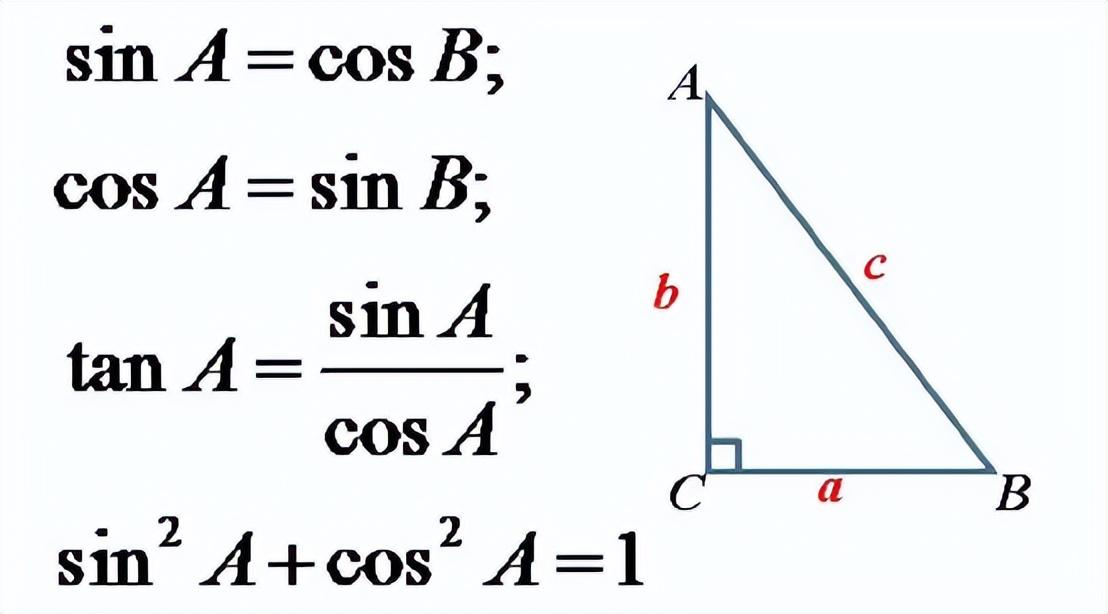 sin A = cos B;
cos A = sin B;
tan A = sin A / cos A;
sin² A + cos² A = 1
A
b
c
C
a
B